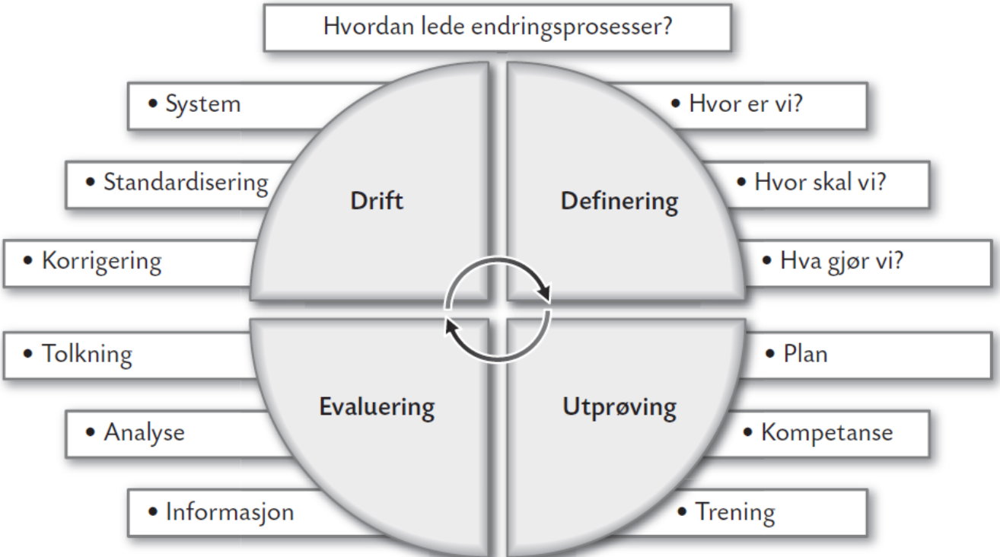 Hvordan lede endringsprosesser?
• System
• Hvor er vi?
• Standardisering
• Hvor skal vi?
Drift
Definering
• Korrigering
• Hva gjør vi?
• Tolkning
• Plan
Evaluering
Utprøving
• Analyse
• Kompetanse
• Informasjon
• Trening